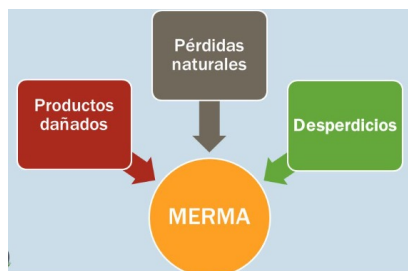 Pérdidas
naturales
Productos
dañados
Desperdicios
MERMA